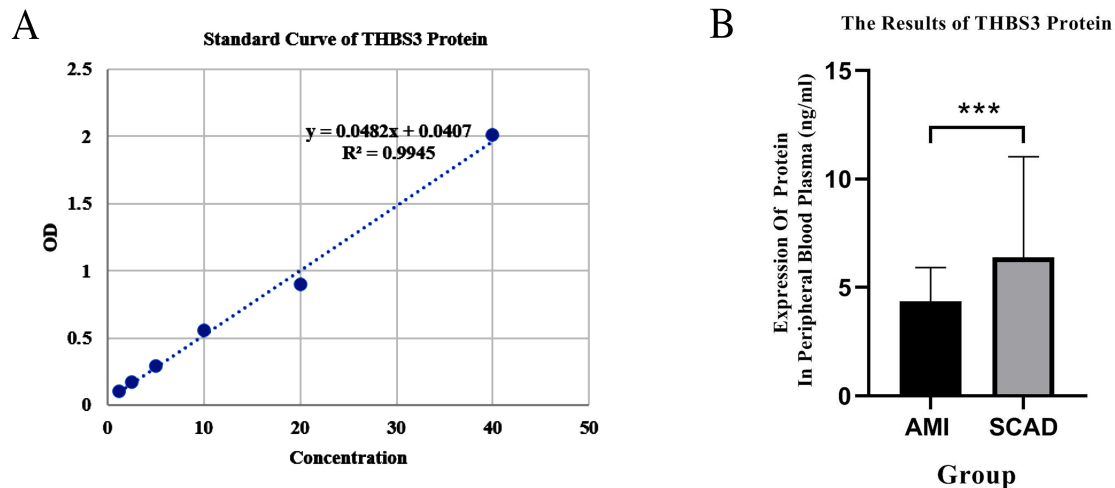 A
Standard Curve of THBS3 Protein
2.5
2
1.5
1
0.5
0
y = 0.0482x + 0.0407
R² = 0.9945
OD
0 10 20 30 40 50
Concentration
B
The Results of THBS3 Protein
Expression Of Protein
In Peripheral Blood Plasma (ng/ml)
15
10
5
0
***
AMI SCAD
Group